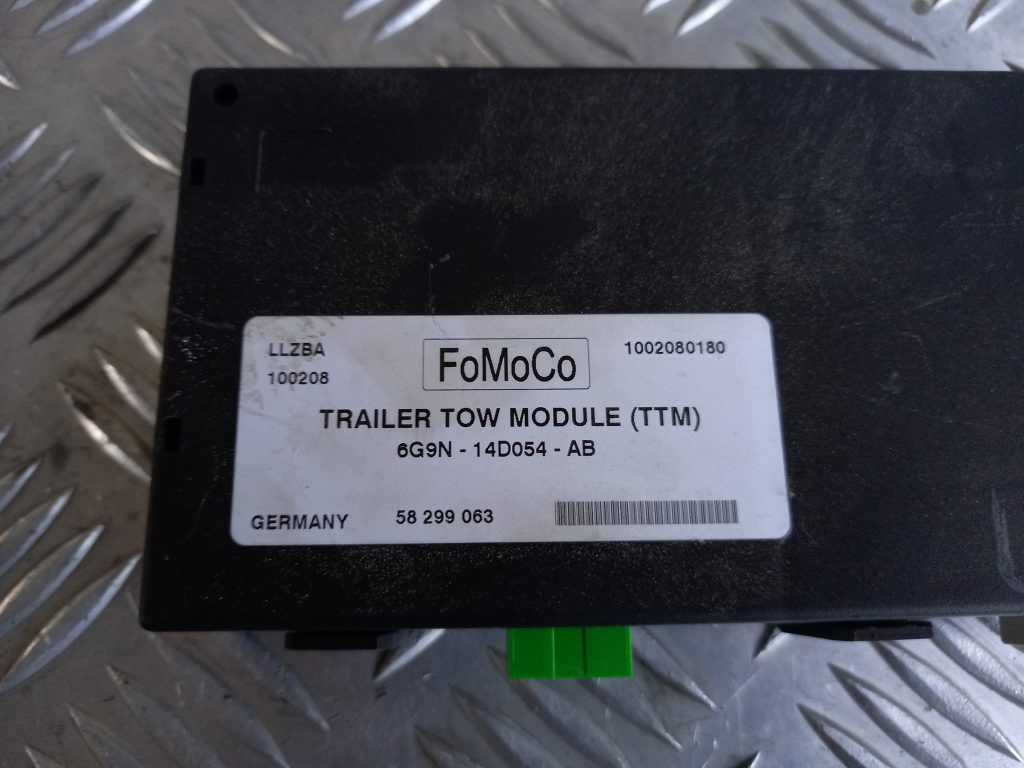 LLZBA
100208
FoMoCo
1002080180
TRAILER TOW MODULE (TTM)
6G9N - 14D054 - AB
GERMANY
58 299 063